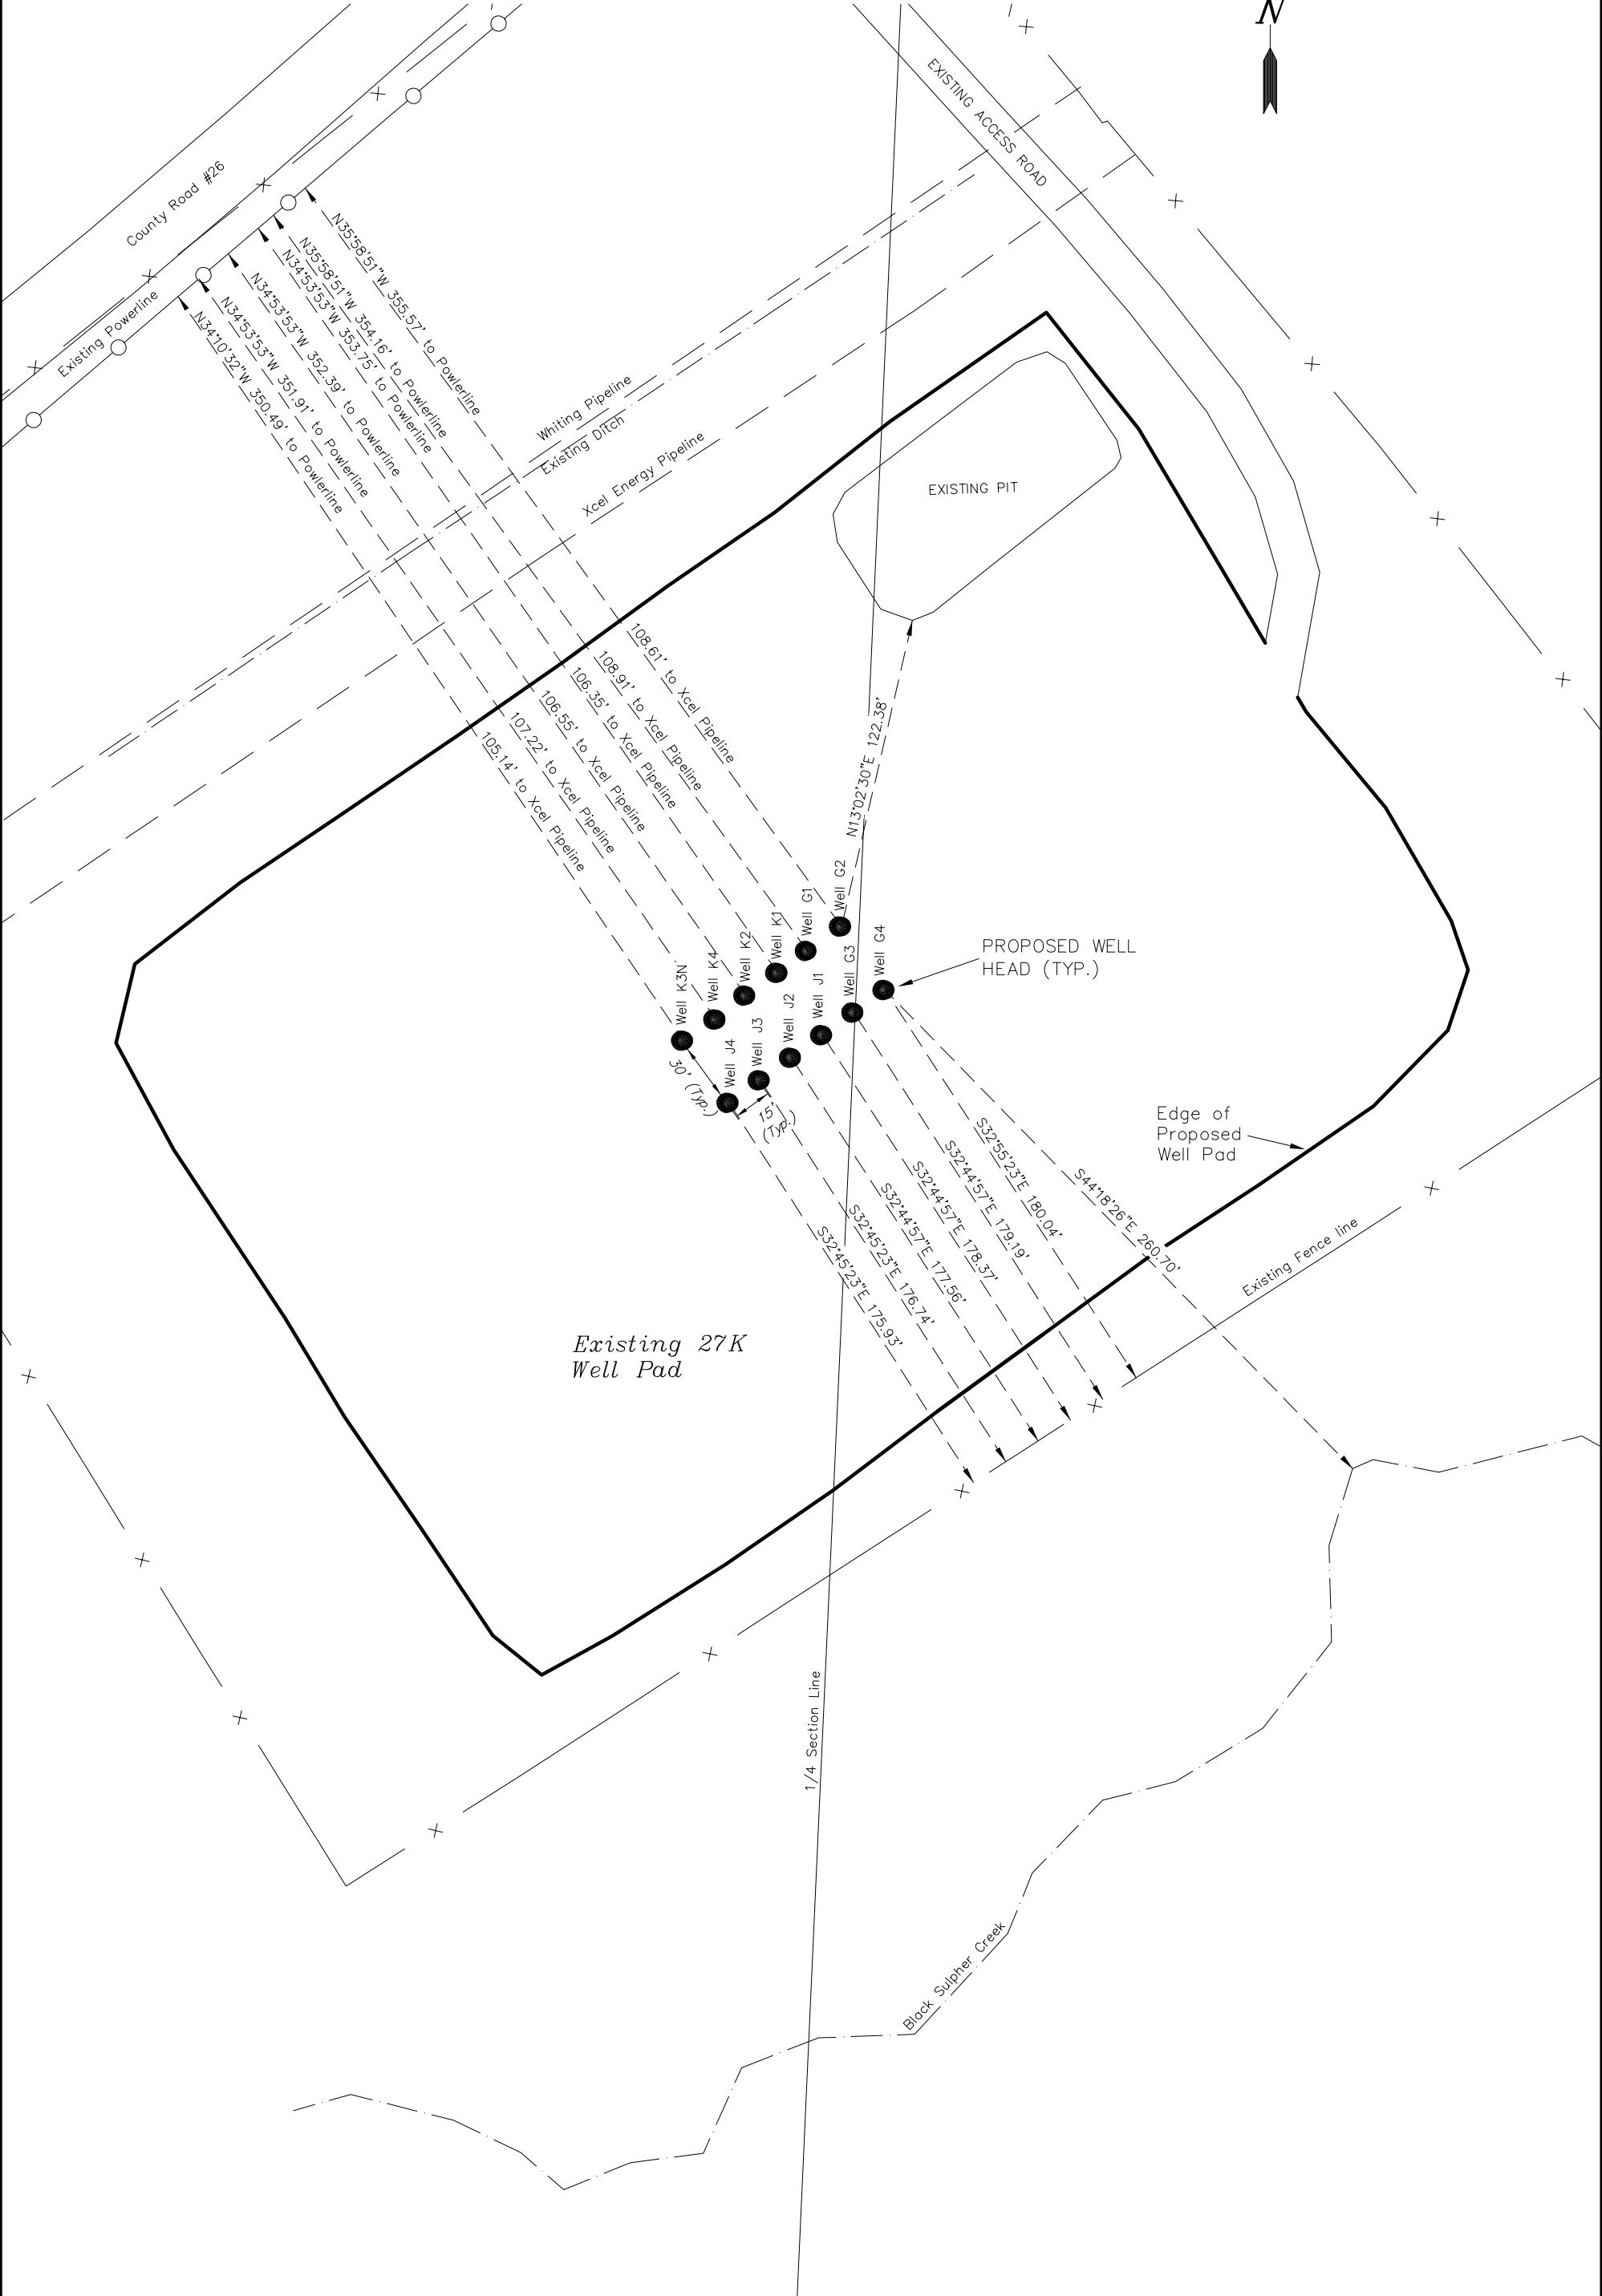 N
EXISTING ACCESS ROAD
County Road #26
Existing Powerline
N35°58'51"W 355.57' to Powlerline
N35°58'51"W 354.16' to Powlerline
N34°53'53"W 353.75' to Powlerline
N34°53'53"W 352.39' to Powlerline
N34°53'53"W 351.91' to Powlerline
N34°10'32"W 350.49' to Powlerline
Whiting Pipeline
Existing Ditch
Xcel Energy Pipeline
EXISTING PIT
108.61' to Xcel Pipeline
108.91' to Xcel Pipeline
106.35' to Xcel Pipeline
106.55' to Xcel Pipeline
107.22' to Xcel Pipeline
105.14' to Xcel Pipeline
N13°02'30"E 122.38'
Well G2
Well G1
Well K1
Well K2
Well K4
Well K3N
Well G4
Well G3
Well J1
Well J2
Well J3
Well J4
PROPOSED WELL
HEAD (TYP.)
30' (Typ.)
15'
(Typ.)
Edge of
Proposed
Well Pad
S44°18'26"E 260.70'
S32°55'23"E 180.04'
S32°44'57"E 179.19'
S32°44'57"E 178.37'
S32°44'57"E 177.56'
S32°45'23"E 176.74'
S32°45'23"E 175.93'
Existing Fence line
Existing 27K
Well Pad
1/4 Section Line
Black Sulpher Creek